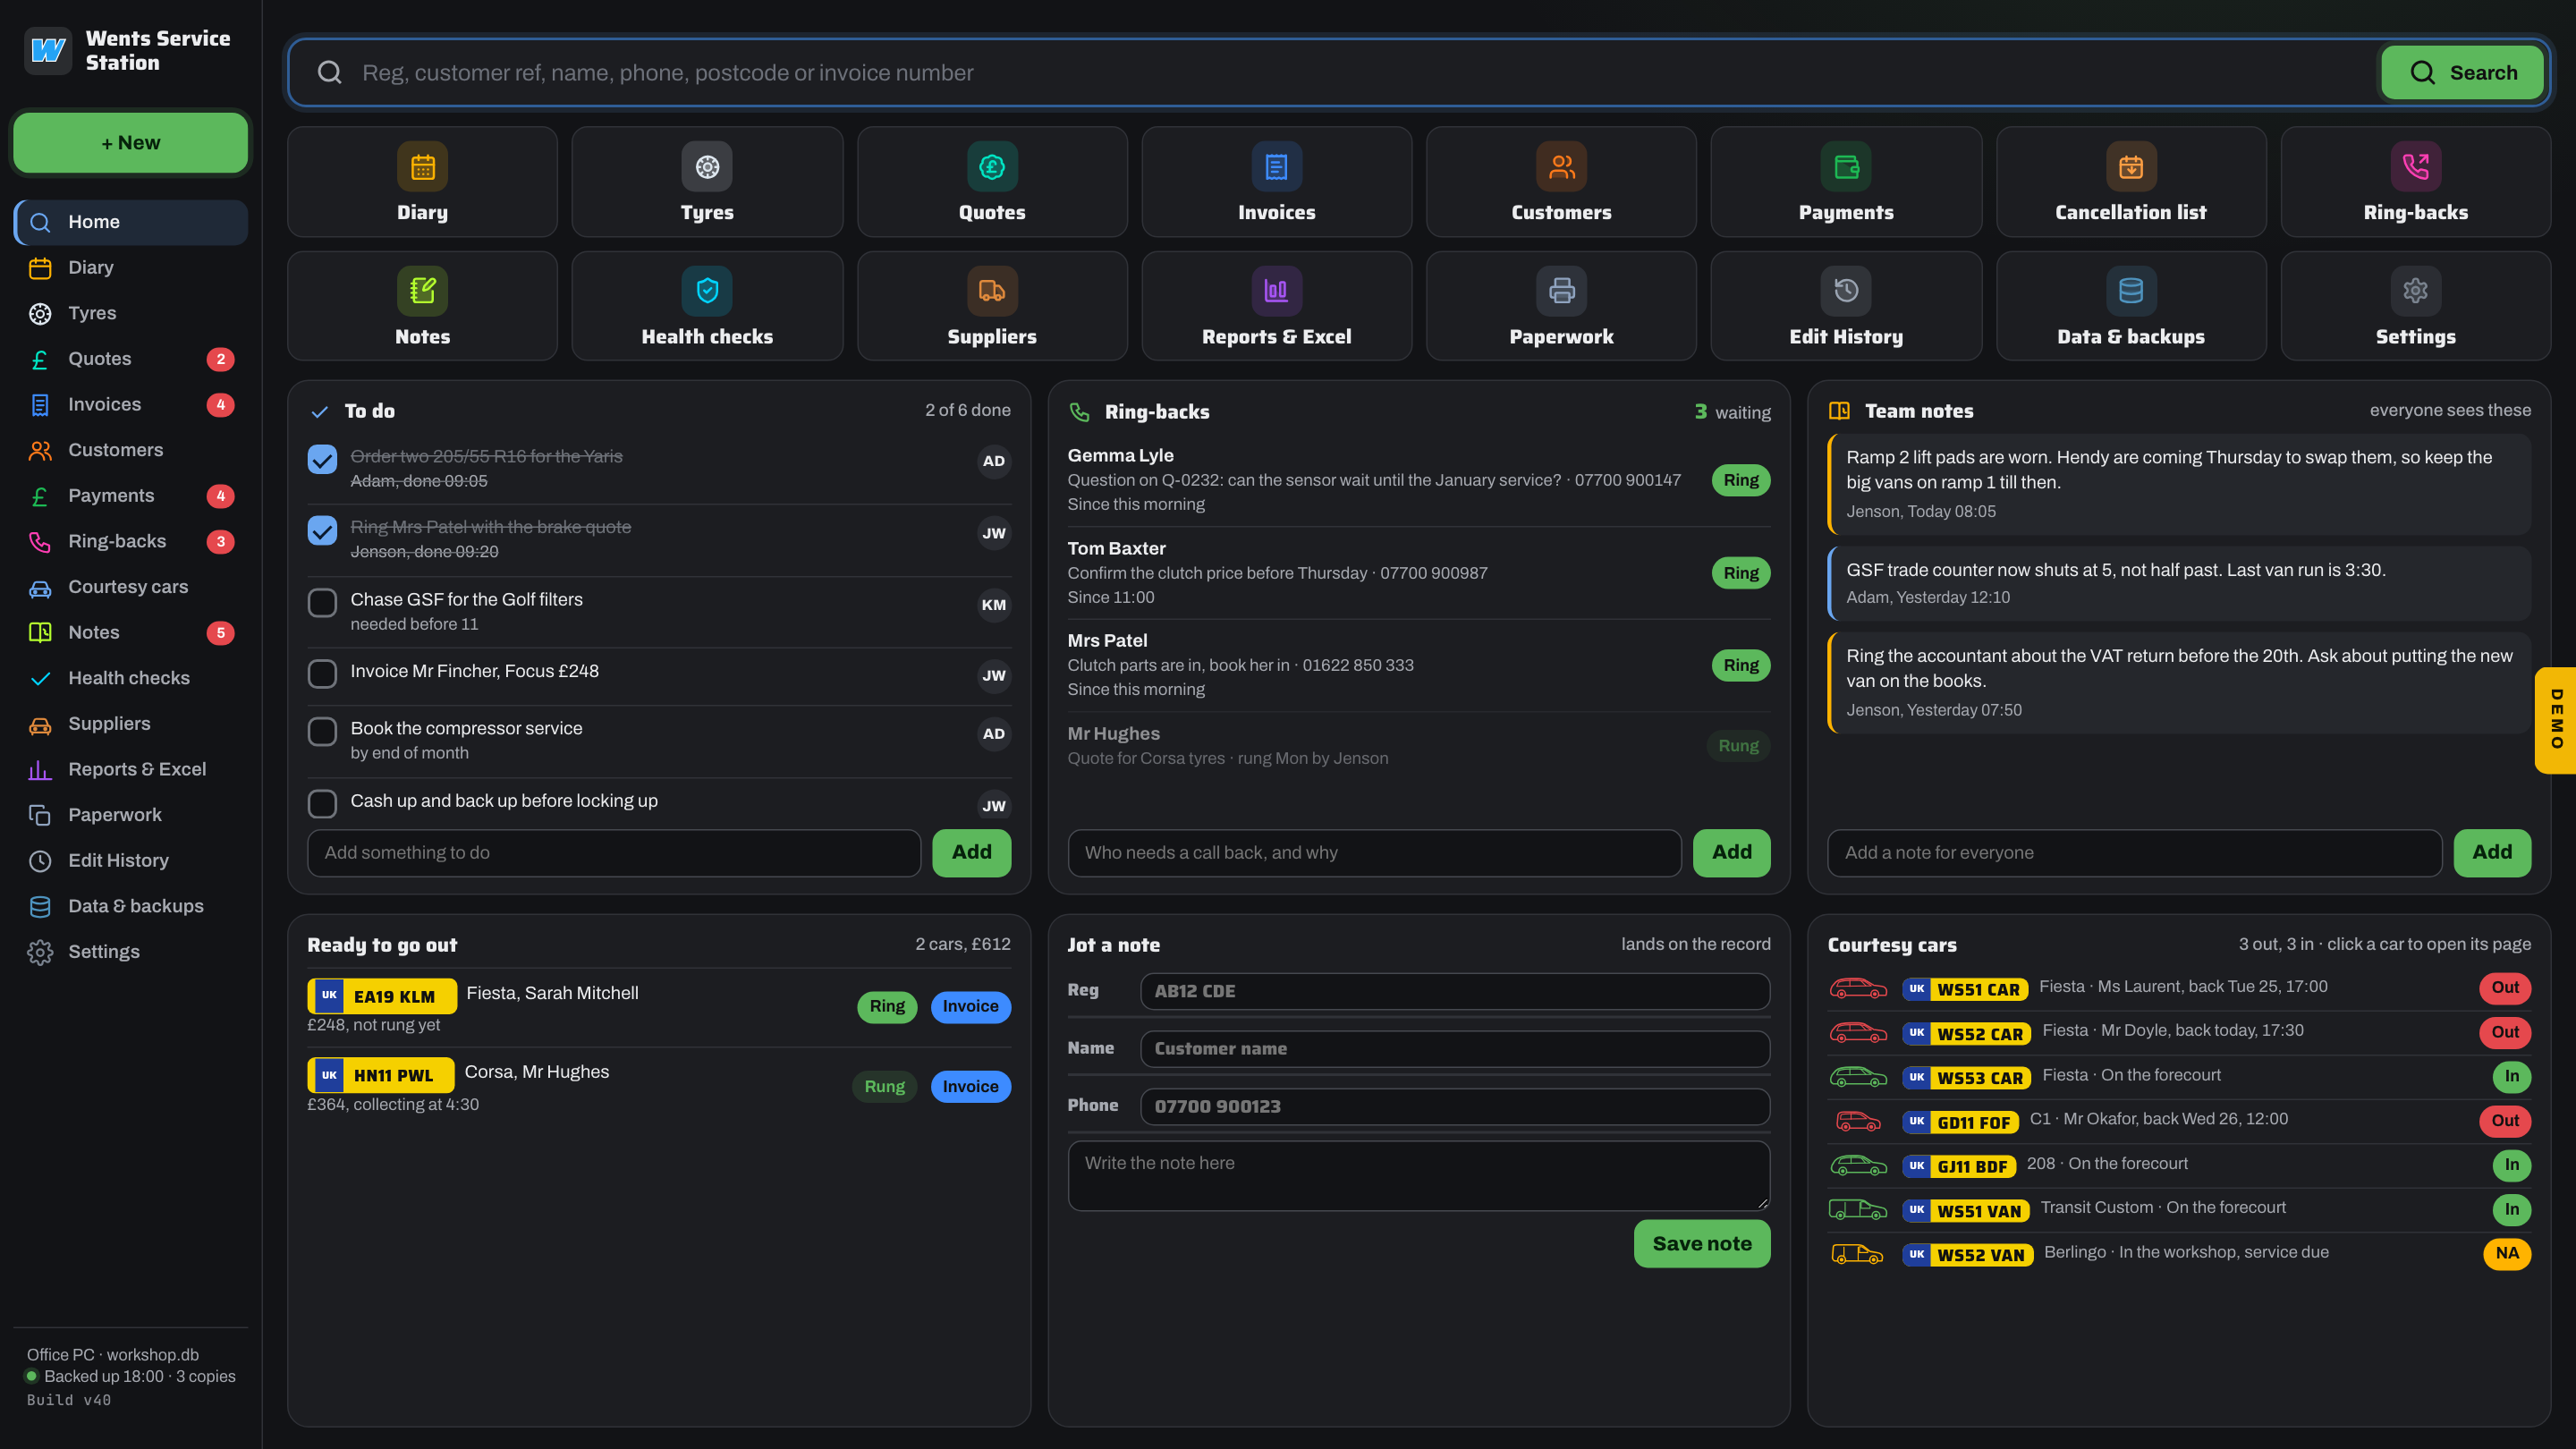 Wents Service
Station
+ New
Home
Diary
Tyres
Quotes 2
Invoices 4
Customers
Payments 4
Ring-backs 3
Courtesy cars
Notes 5
Health checks
Suppliers
Reports & Excel
Paperwork
Edit History
Data & backups
Settings
Office PC · workshop.db
Backed up 18:00 · 3 copies
Build v40
Reg, customer ref, name, phone, postcode or invoice number
Search
Diary
Tyres
Quotes
Invoices
Customers
Payments
Cancellation list
Ring-backs
Notes
Health checks
Suppliers
Reports & Excel
Paperwork
Edit History
Data & backups
Settings
To do
2 of 6 done
Order two 205/55 R16 for the Yaris
Adam, done 09:05
AD
Ring Mrs Patel with the brake quote
Jenson, done 09:20
JW
Chase GSF for the Golf filters
needed before 11
KM
Invoice Mr Fincher, Focus £248
JW
Book the compressor service
by end of month
AD
Cash up and back up before locking up
JW
Add something to do
Add
Ring-backs
3 waiting
Gemma Lyle
Question on Q-0232: can the sensor wait until the January service? · 07700 900147
Since this morning
Ring
Tom Baxter
Confirm the clutch price before Thursday · 07700 900987
Since 11:00
Ring
Mrs Patel
Clutch parts are in, book her in · 01622 850 333
Since this morning
Ring
Mr Hughes
Quote for Corsa tyres · rung Mon by Jenson
Rung
Who needs a call back, and why
Add
Team notes
everyone sees these
Ramp 2 lift pads are worn. Hendy are coming Thursday to swap them, so keep the
big vans on ramp 1 till then.
Jenson, Today 08:05
GSF trade counter now shuts at 5, not half past. Last van run is 3:30.
Adam, Yesterday 12:10
Ring the accountant about the VAT return before the 20th. Ask about putting the new
van on the books.
Jenson, Yesterday 07:50
Add a note for everyone
Add
DEMO
Ready to go out
2 cars, £612
UK EA19 KLM Fiesta, Sarah Mitchell
£248, not rung yet
Ring
Invoice
UK HN11 PWL Corsa, Mr Hughes
£364, collecting at 4:30
Rung
Invoice
Jot a note
lands on the record
Reg AB12 CDE
Name Customer name
Phone 07700 900123
Write the note here
Save note
Courtesy cars
3 out, 3 in · click a car to open its page
UK WS51 CAR Fiesta · Ms Laurent, back Tue 25, 17:00 Out
UK WS52 CAR Fiesta · Mr Doyle, back today, 17:30 Out
UK WS53 CAR Fiesta · On the forecourt In
UK GD11 FOF C1 · Mr Okafor, back Wed 26, 12:00 Out
UK GJ11 BDF 208 · On the forecourt In
UK WS51 VAN Transit Custom · On the forecourt In
UK WS52 VAN Berlingo · In the workshop, service due NA